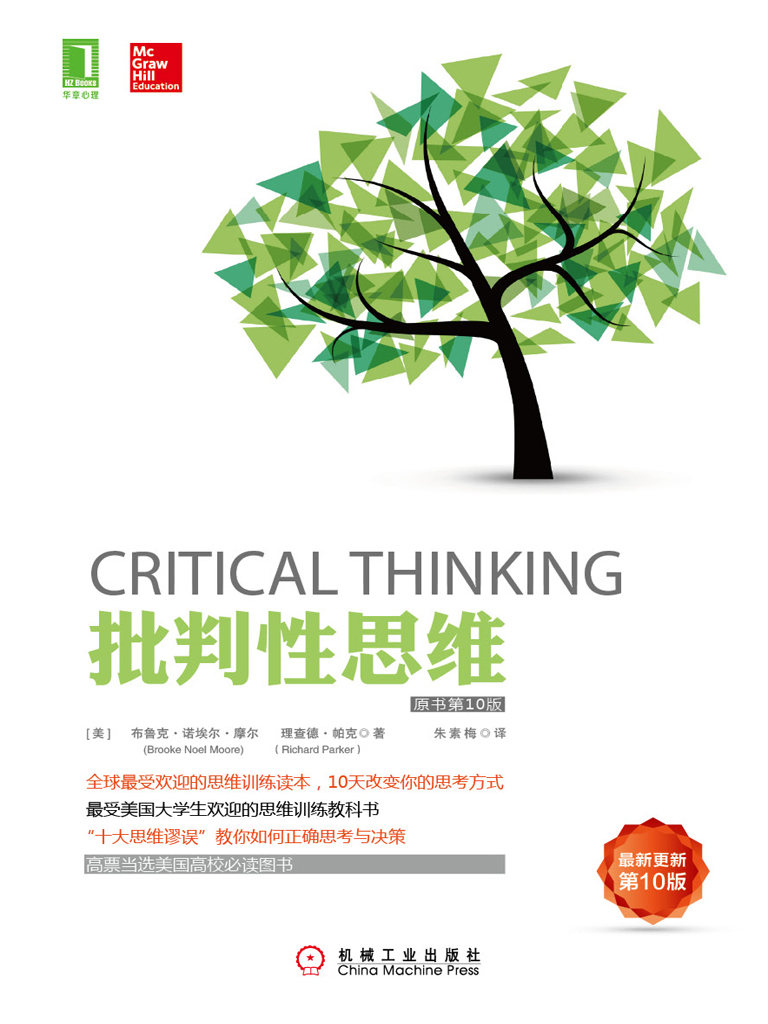 HZ BOOKS
华章心理
Mc
Graw
Hill
Education
CRITICAL THINKING
批判性思维
原书第10版
[美] 布鲁克·诺埃尔·摩尔 理查德·帕克◎著 朱素梅◎译
(Brooke Noel Moore) (Richard Parker)
全球最受欢迎的思维训练读本，10天改变你的思考方式
最受美国大学生欢迎的思维训练教科书
“十大思维谬误”教你如何正确思考与决策
高票当选美国高校必读图书
最新更新
第10版
机械工业出版社
China Machine Press